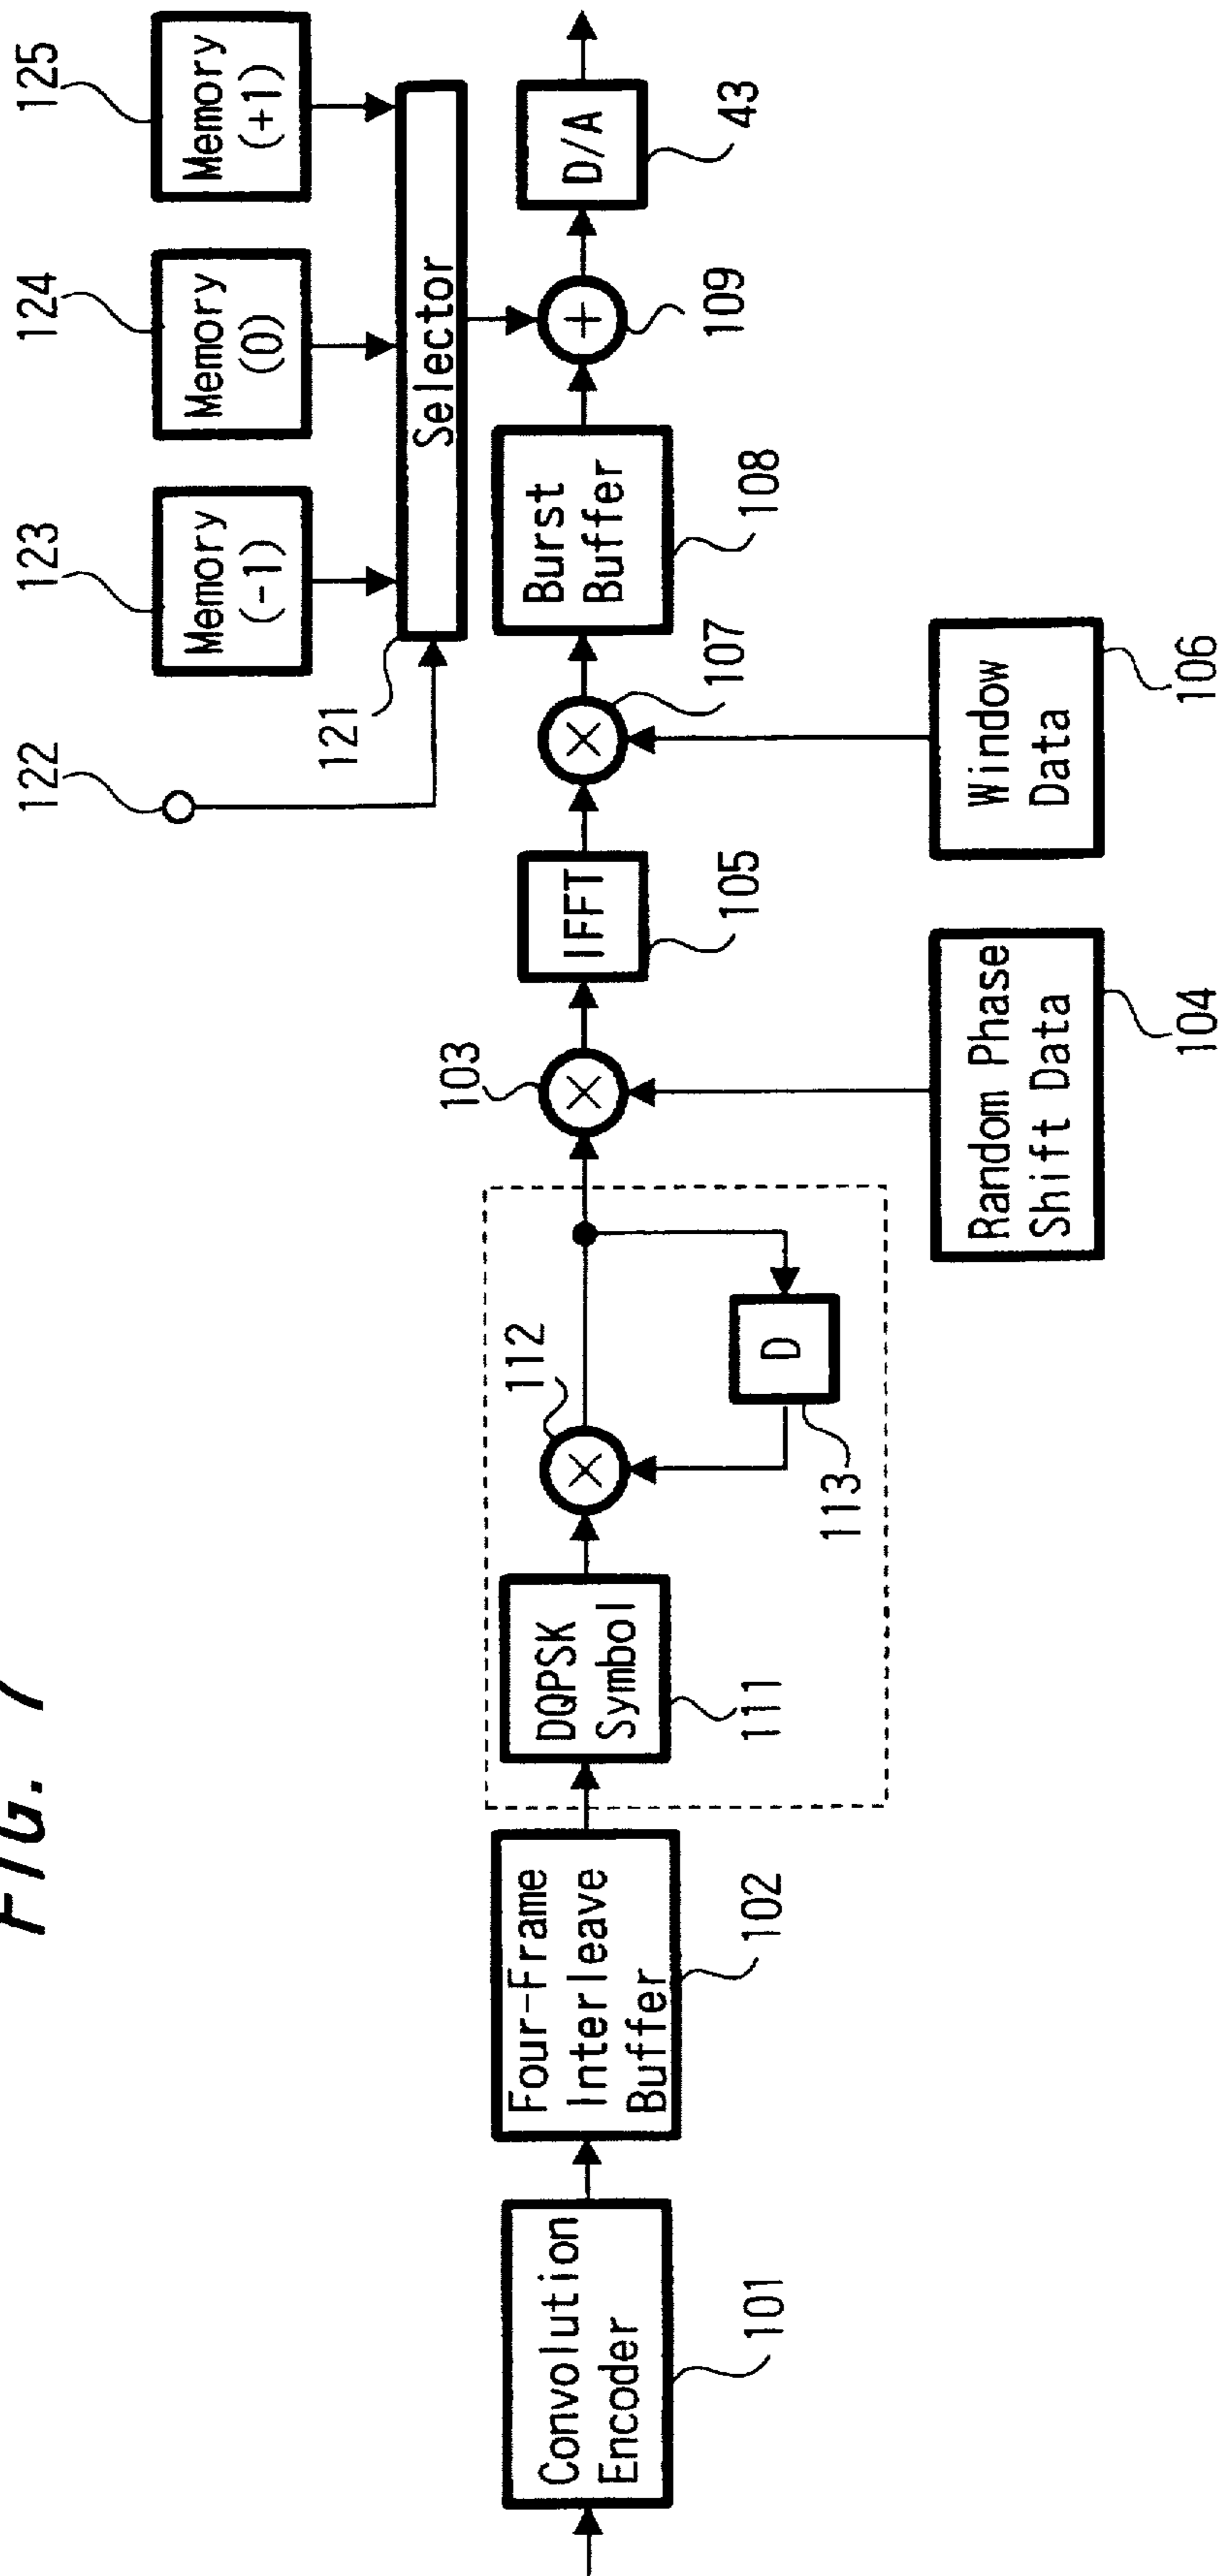 FIG. 7
122
123
124
125
Memory
(-1)
Memory
(0)
Memory
(+1)
121
Selector
Convolution
Encoder
101
Four-Frame
Interleave
Buffer
102
DQPSK
Symbol
111
112
D
113
103
IFFT
105
107
Burst
Buffer
108
+
109
D/A
43
Random Phase
Shift Data
104
Window
Data
106